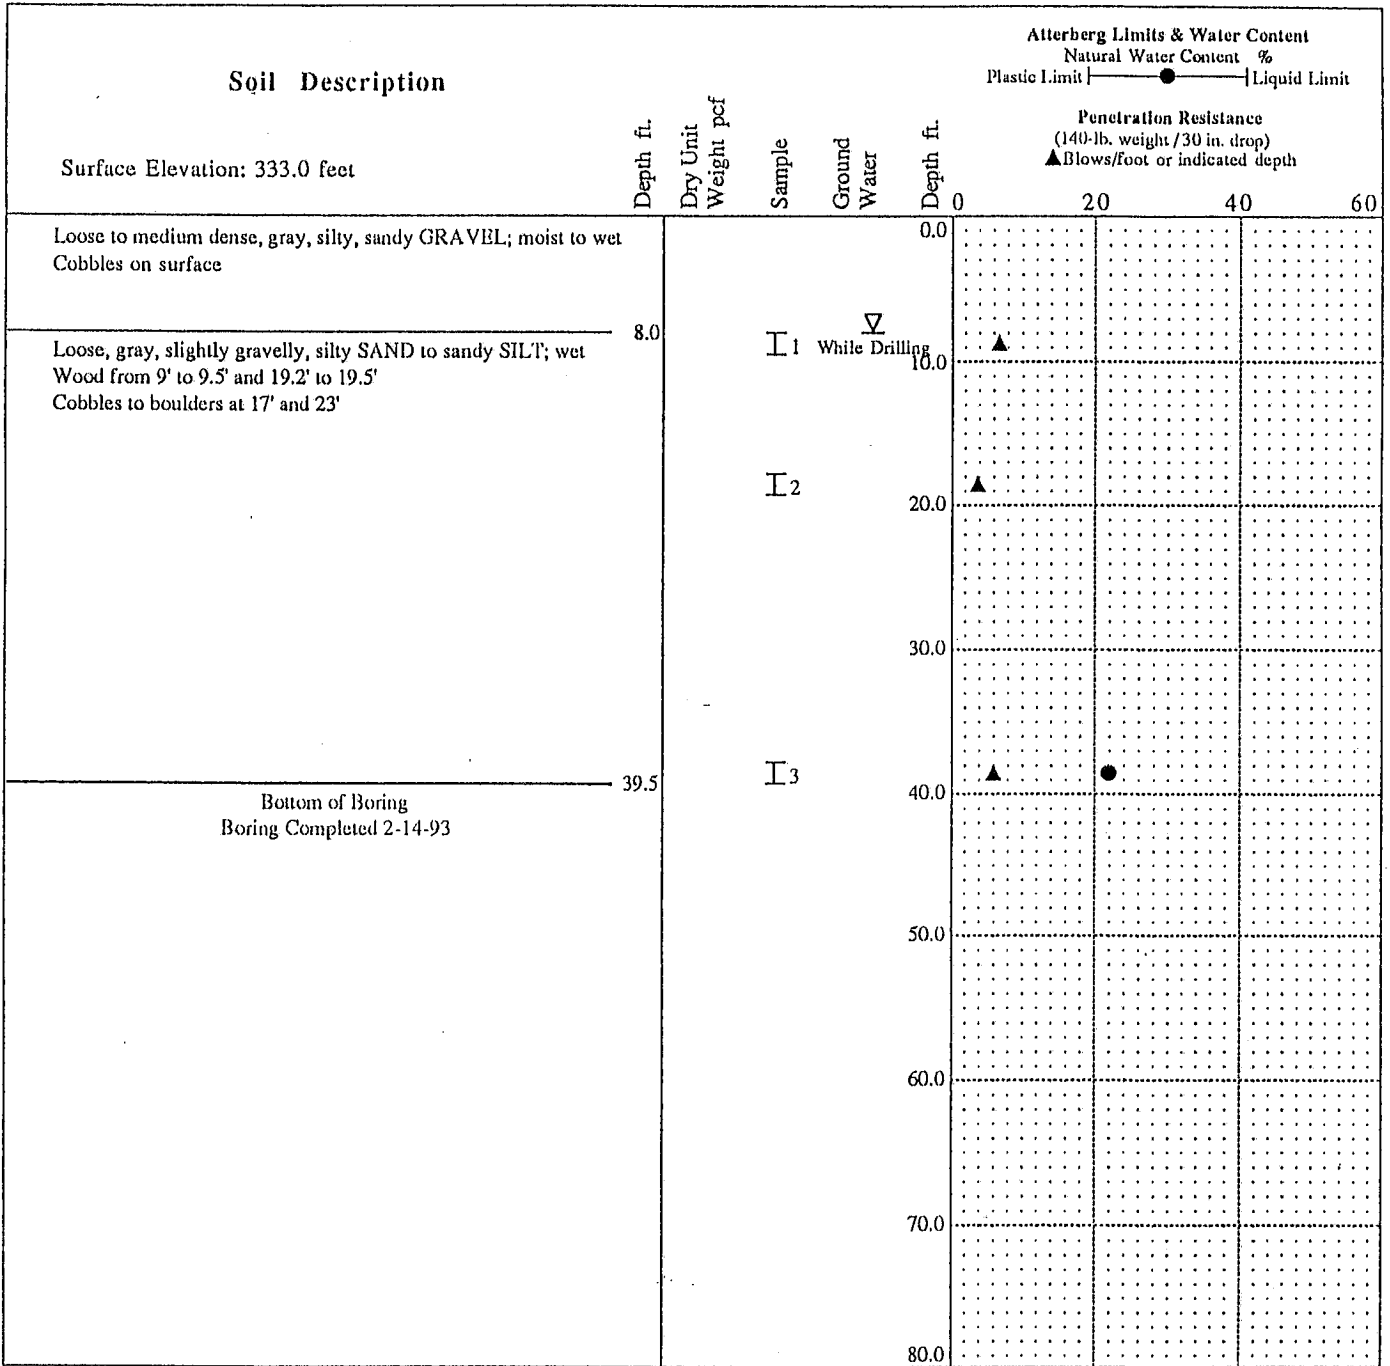 Soil Description
Surface Elevation: 333.0 feet
Depth ft.
Dry Unit
Weight pcf
Sample
Ground
Water
Depth ft.
Atterberg Limits & Water Content
Natural Water Content %
Plastic Limit
Liquid Limit
Penetration Resistance
(140-lb. weight / 30 in. drop)
▲Blows/foot or indicated depth
0 20 40 60
Loose to medium dense, gray, silty, sandy GRAVEL; moist to wet
Cobbles on surface
0.0
8.0
Loose, gray, slightly gravelly, silty SAND to sandy SILT; wet
Wood from 9' to 9.5' and 19.2' to 19.5'
Cobbles to boulders at 17' and 23'
1 While Drilling
10.0
2
20.0
30.0
39.5
3
Bottom of Boring
Boring Completed 2-14-93
40.0
50.0
60.0
70.0
80.0